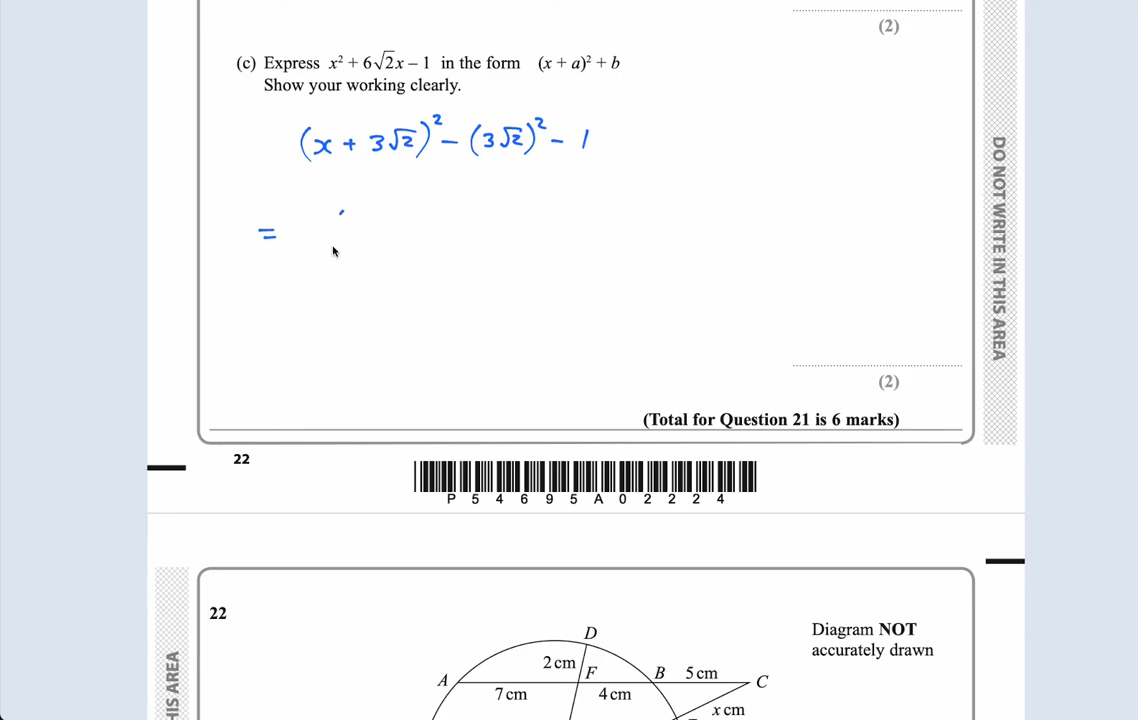 (2)
(c) Express x² + 6√2x – 1 in the form (x + a)² + b
Show your working clearly.
(x + 3√2)² – (3√2)² – 1
=
(2)
(Total for Question 21 is 6 marks)
DO NOT WRITE IN THIS AREA
22
P 5 4 6 9 5 A 0 2 2 2 4
22
Diagram NOT
accurately drawn
D
2 cm
F
B
5 cm
C
A
7 cm
4 cm
x cm
HIS AREA